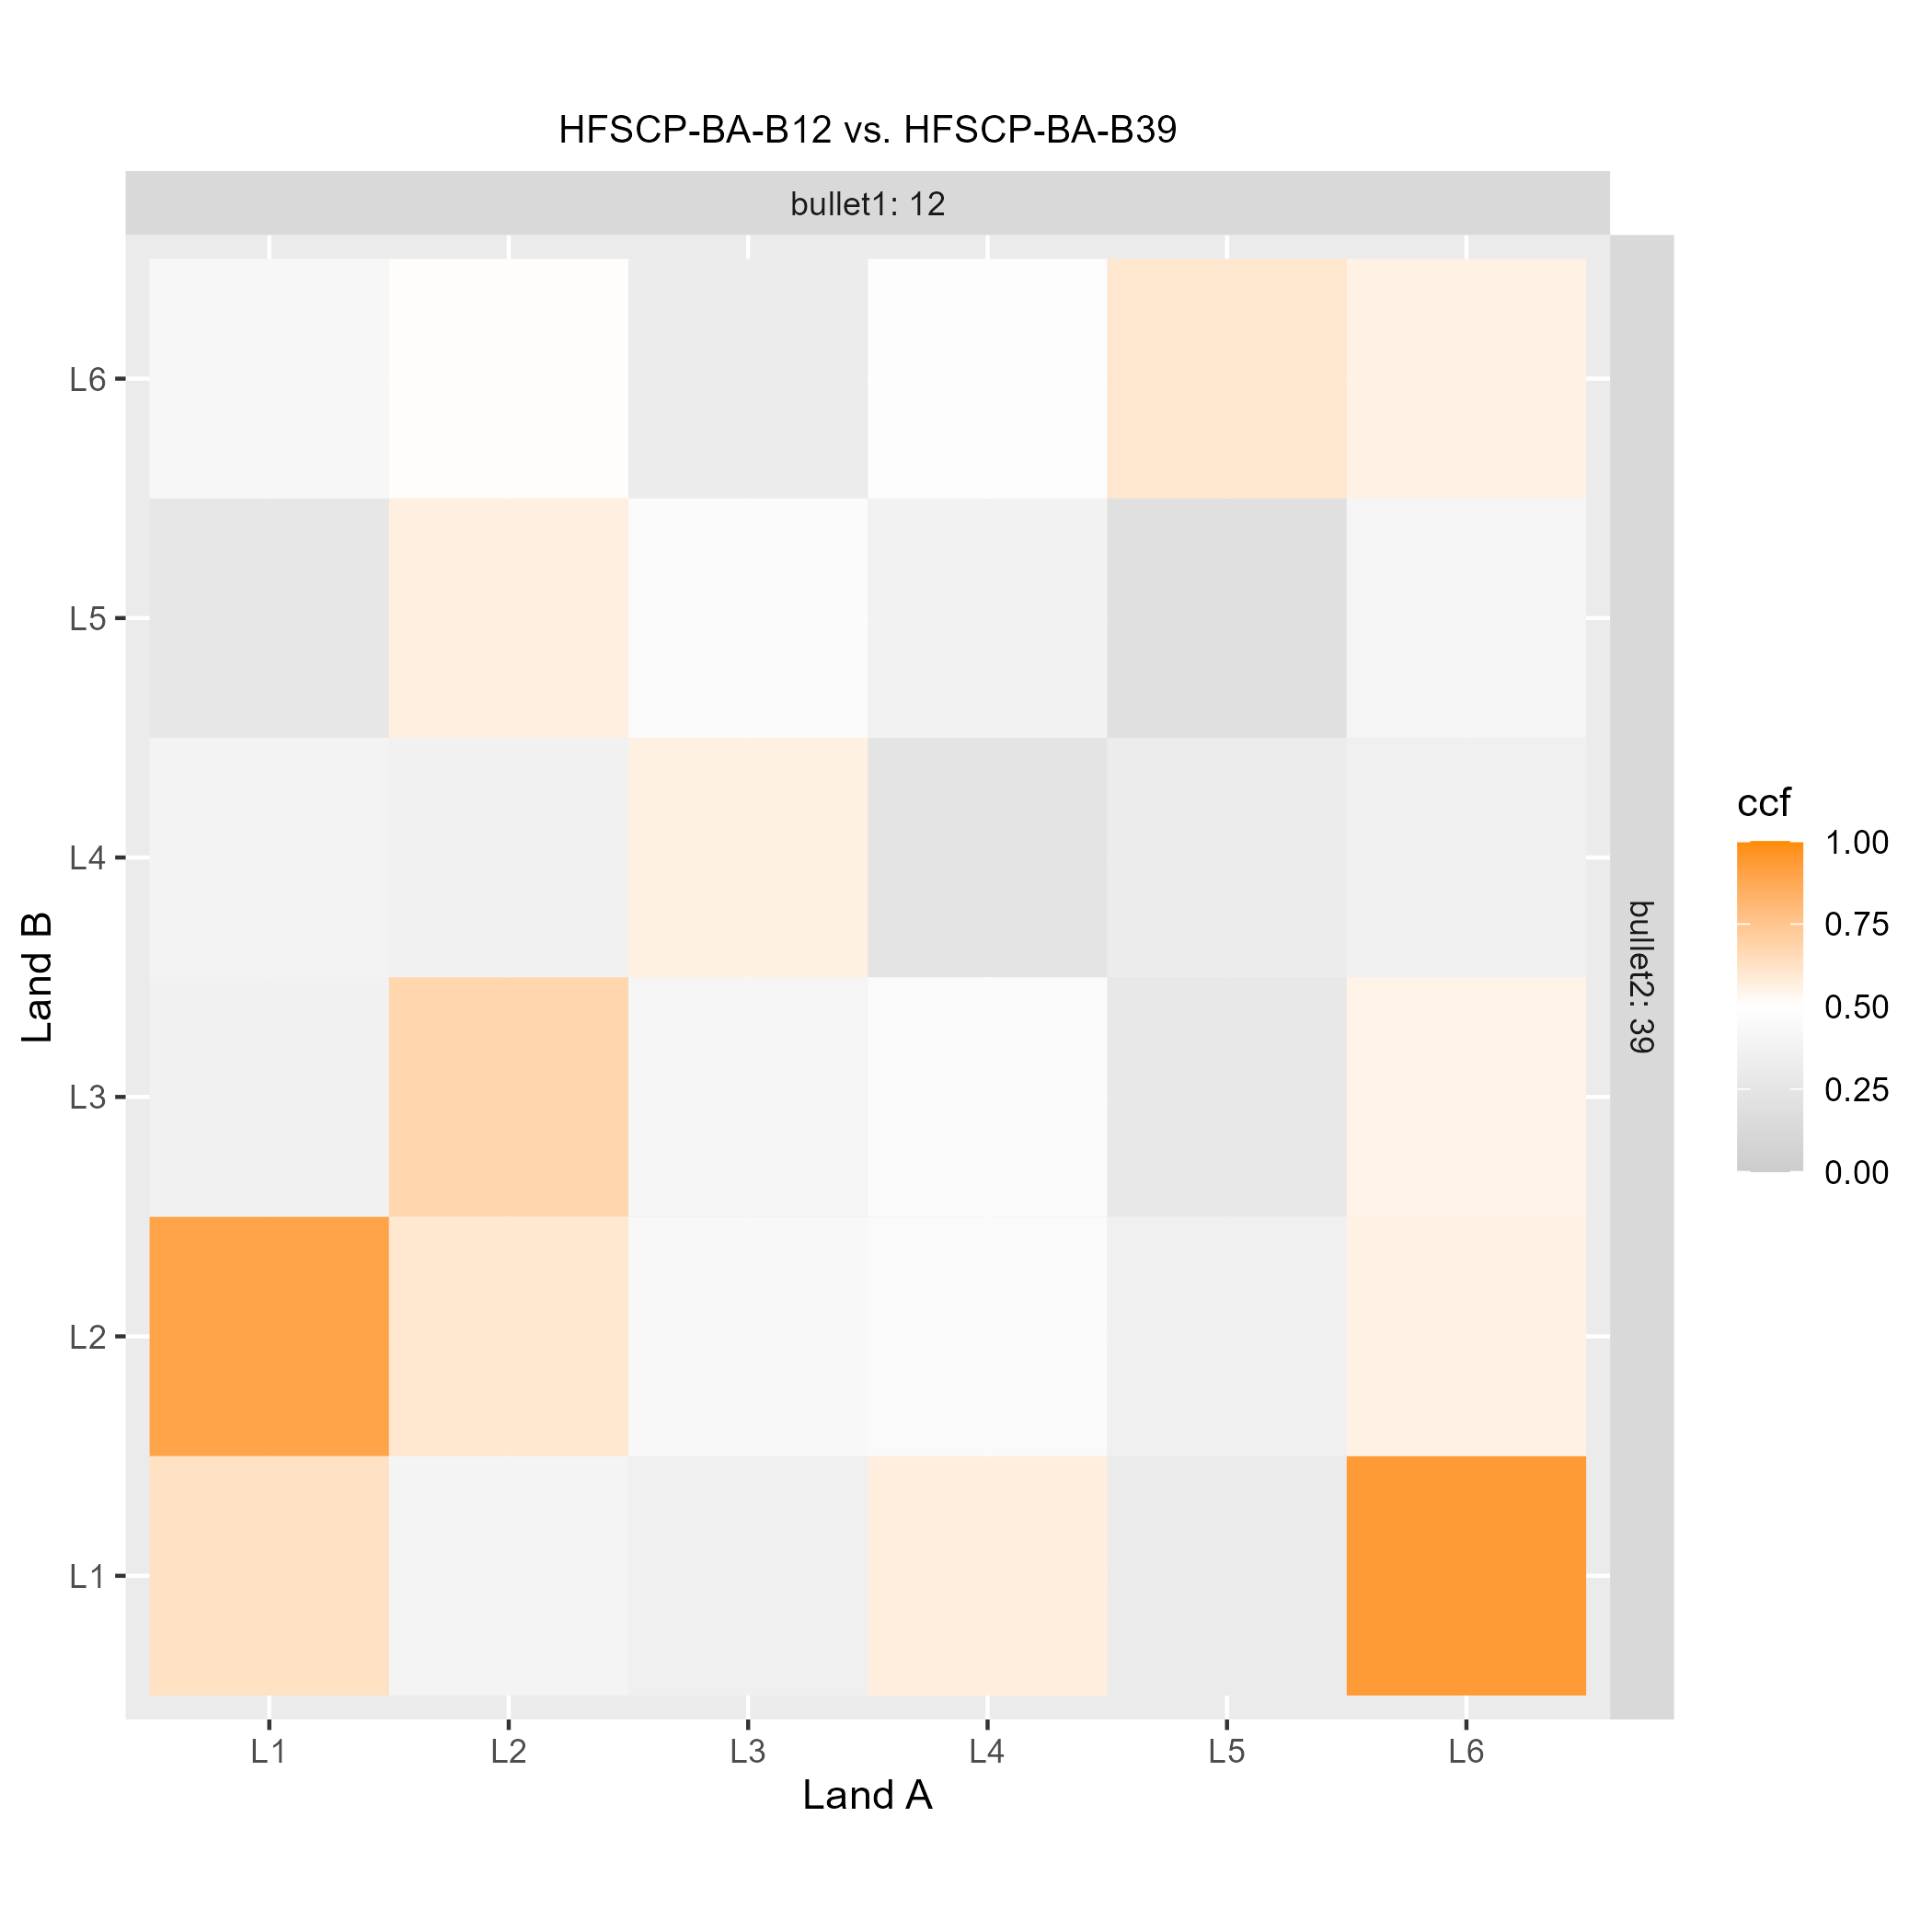 HFSCP-BA-B12 vs. HFSCP-BA-B39
bullet1: 12
L6
L5
L4
L3
L2
L1
Land B
bullet2: 39
L1 L2 L3 L4 L5 L6
Land A
ccf
1.00
0.75
0.50
0.25
0.00